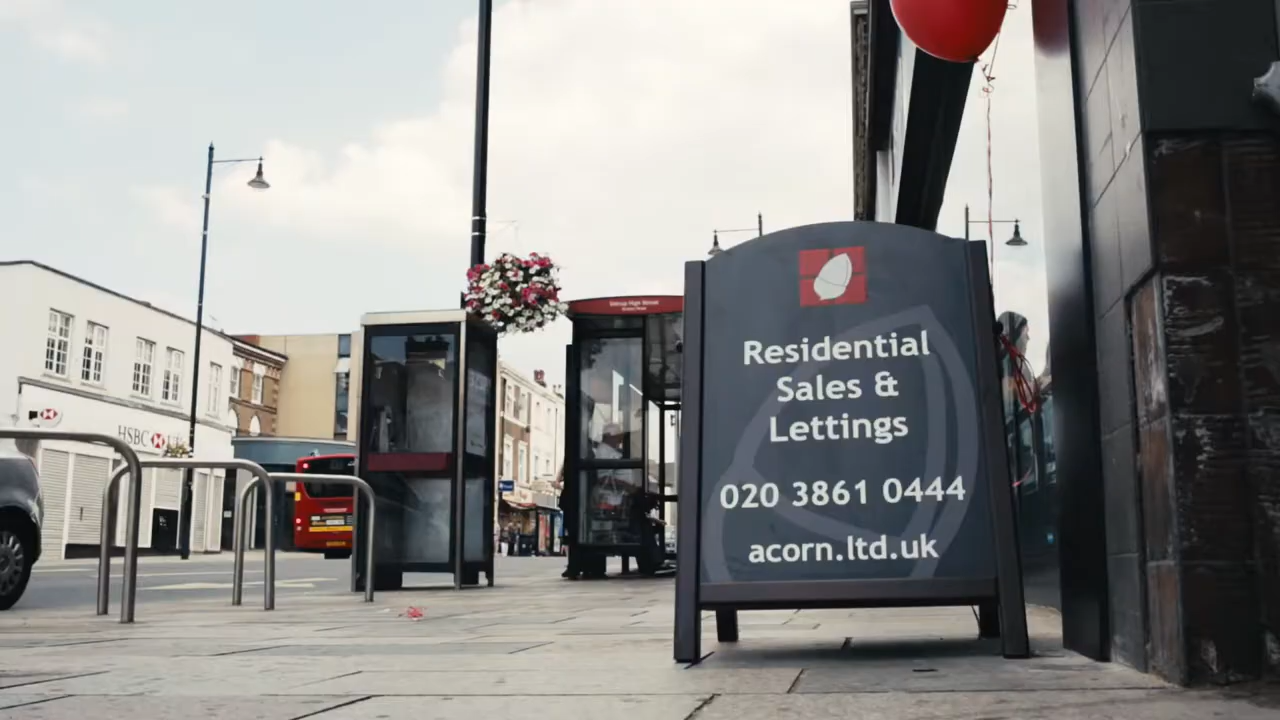 HSBC
Residential
Sales &
Lettings
020 3861 0444
acorn.ltd.uk